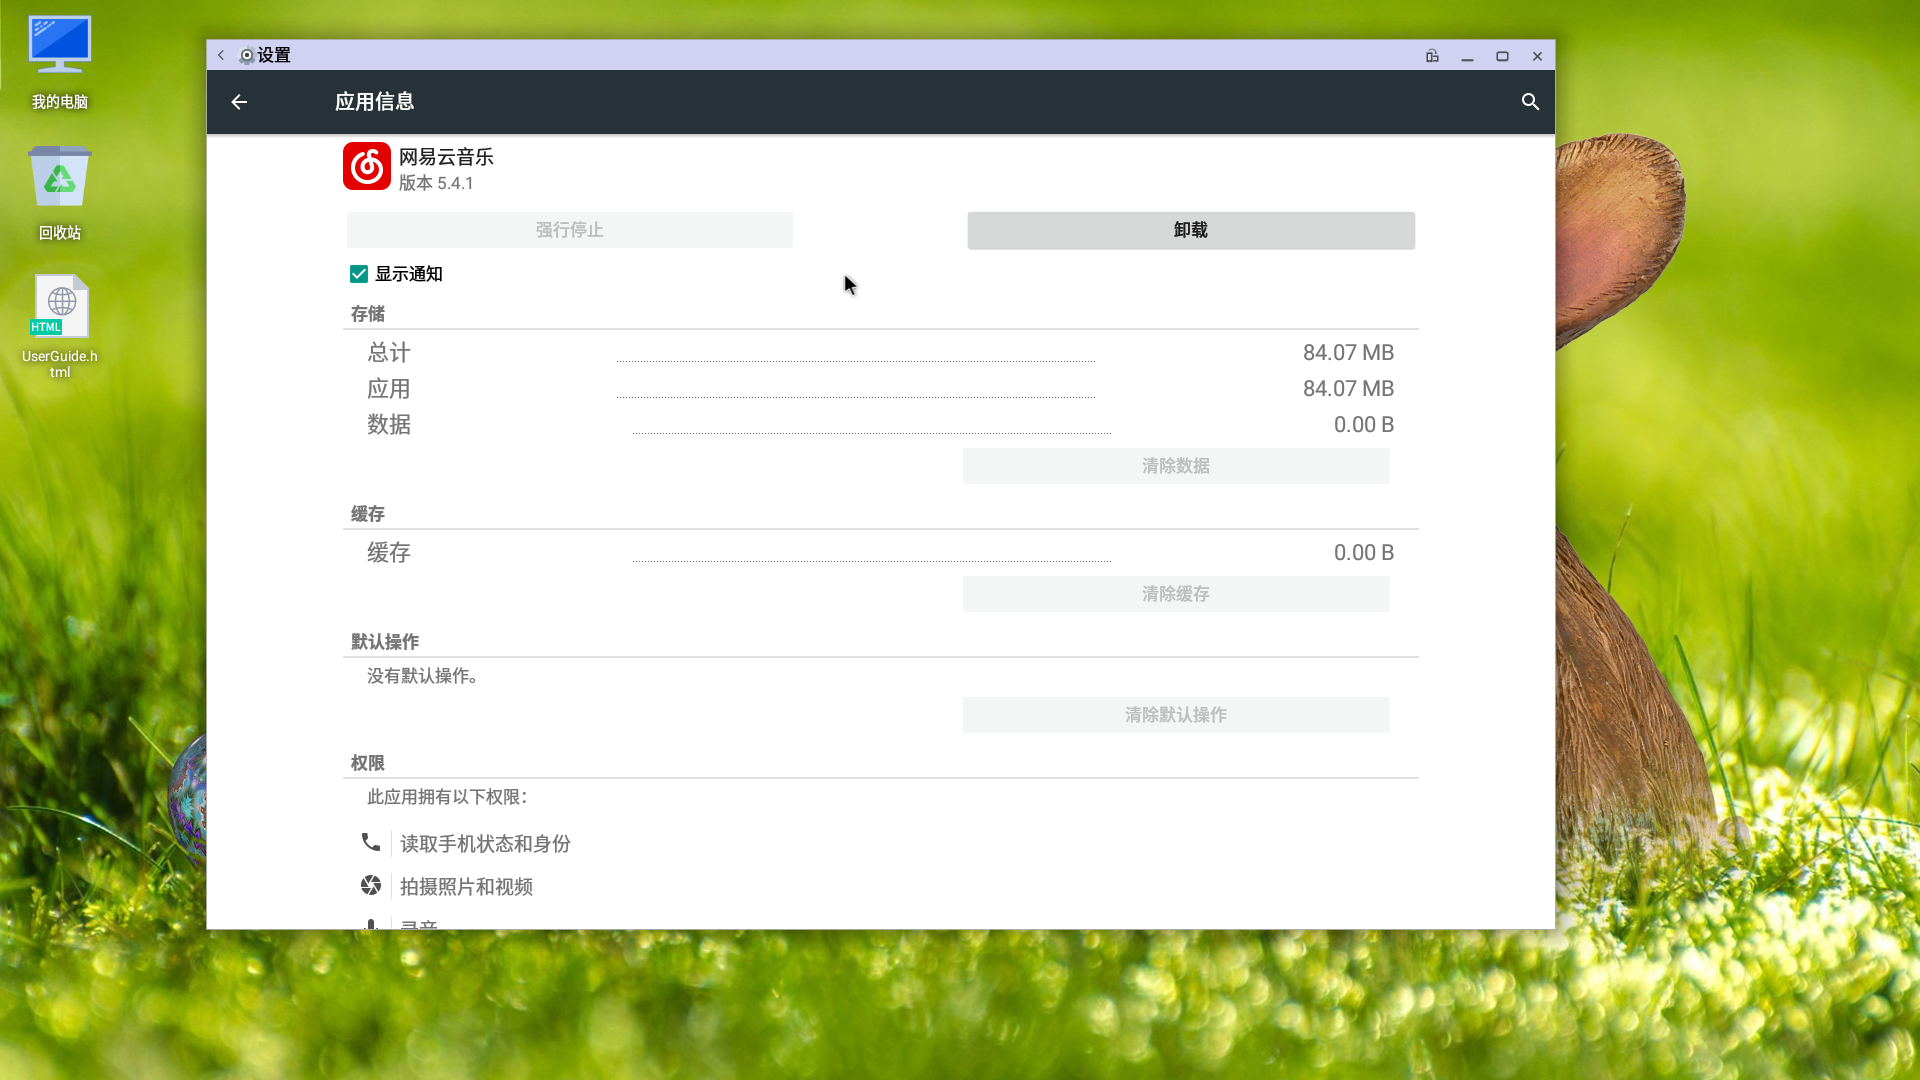 我的电脑
回收站
HTML
UserGuide.h
tml
设置
应用信息
网易云音乐
版本 5.4.1
强行停止
卸载
显示通知
存储
总计 84.07 MB
应用 84.07 MB
数据 0.00 B
清除数据
缓存
缓存 0.00 B
清除缓存
默认操作
没有默认操作。
清除默认操作
权限
此应用拥有以下权限：
读取手机状态和身份
拍摄照片和视频
录音